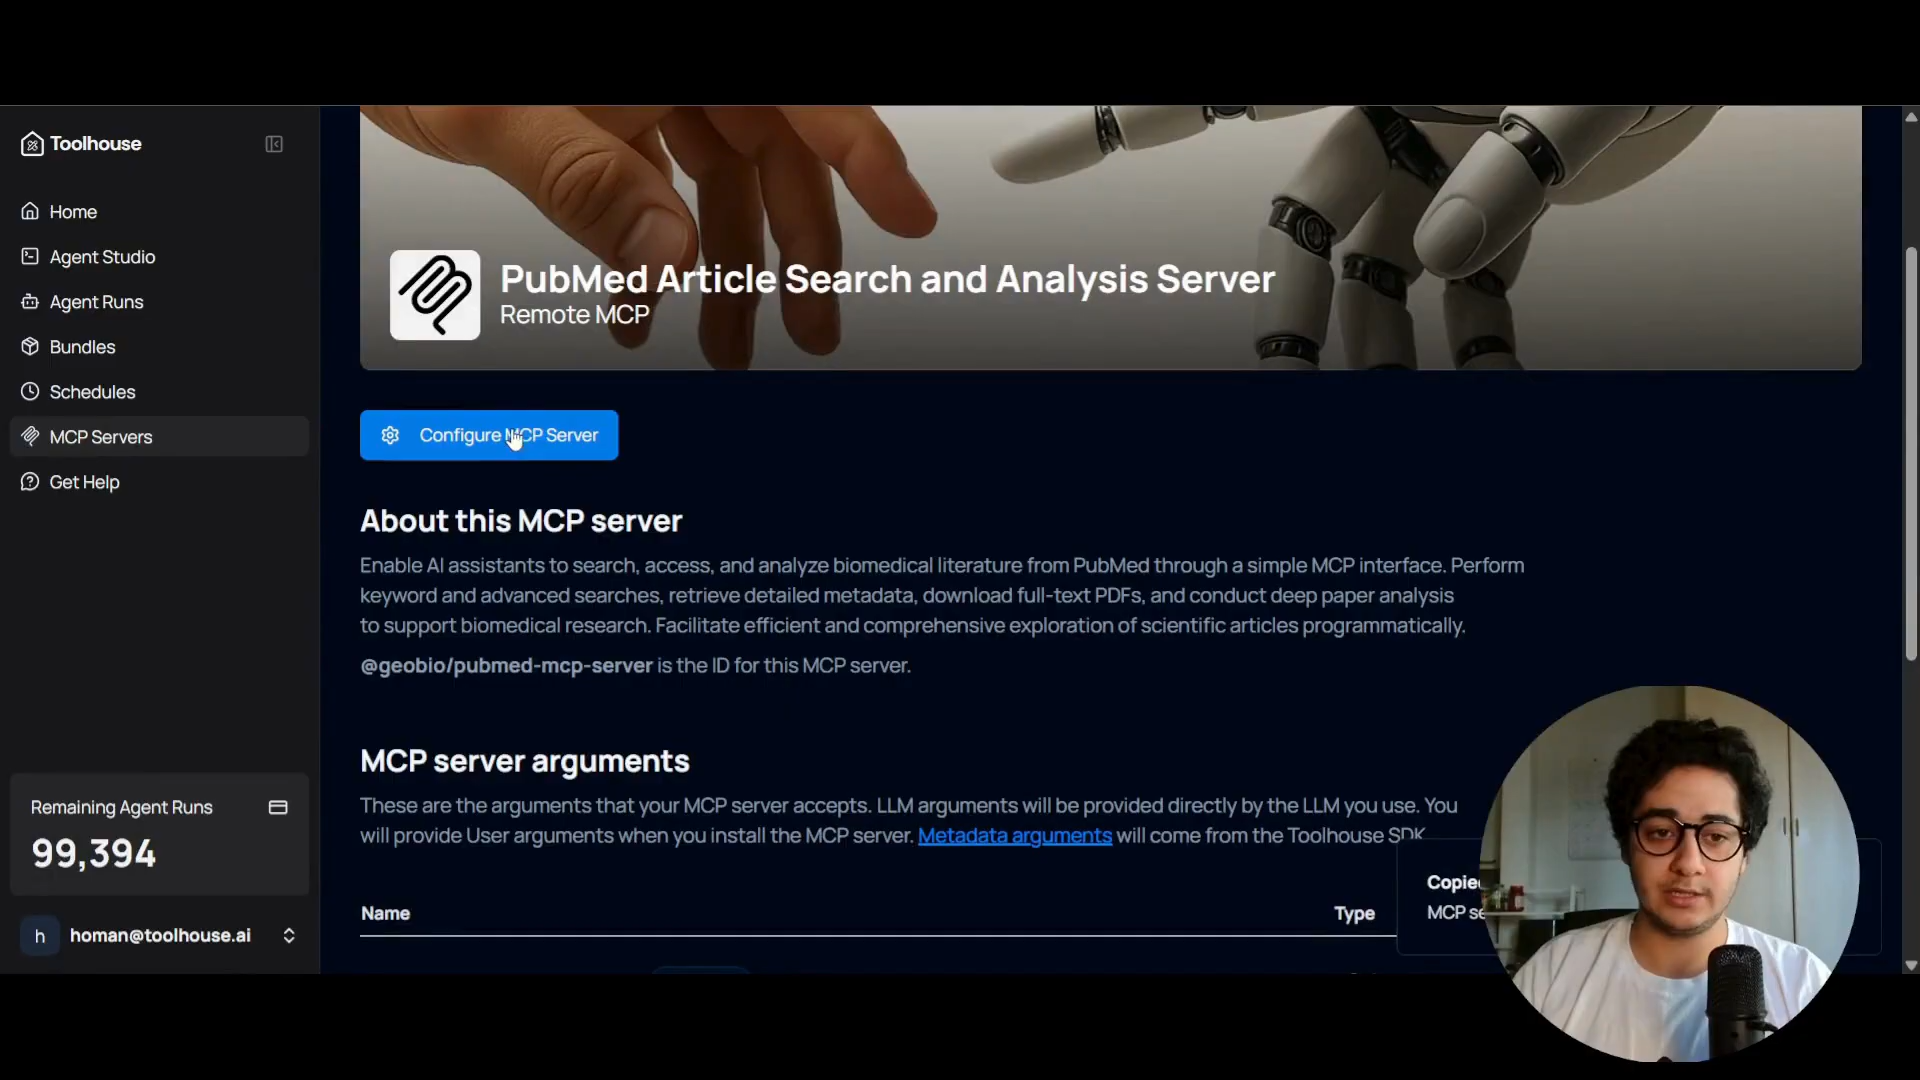 Toolhouse
Home
Agent Studio
Agent Runs
Bundles
Schedules
MCP Servers
Get Help
Remaining Agent Runs
99,394
h
homan@toolhouse.ai
PubMed Article Search and Analysis Server
Remote MCP
Configure MCP Server
About this MCP server
Enable AI assistants to search, access, and analyze biomedical literature from PubMed through a simple MCP interface. Perform
keyword and advanced searches, retrieve detailed metadata, download full-text PDFs, and conduct deep paper analysis
to support biomedical research. Facilitate efficient and comprehensive exploration of scientific articles programmatically.
@geobio/pubmed-mcp-server is the ID for this MCP server.
MCP server arguments
These are the arguments that your MCP server accepts. LLM arguments will be provided directly by the LLM you use. You
will provide User arguments when you install the MCP server. Metadata arguments will come from the Toolhouse SDK
Name Type
Copie
MCP se